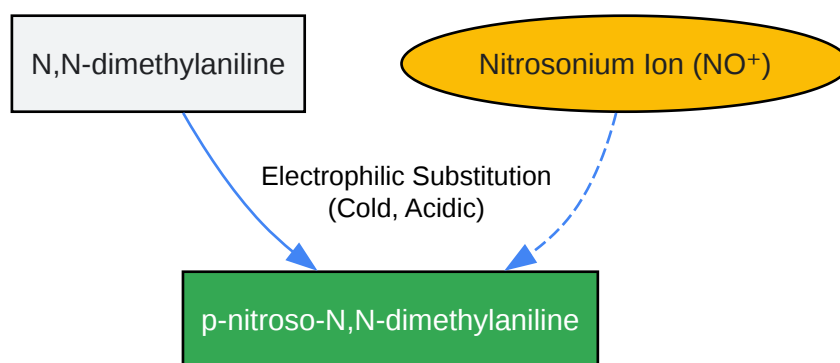 N,N-dimethylaniline
Nitrosonium Ion (NO⁺)
Electrophilic Substitution
(Cold, Acidic)
p-nitroso-N,N-dimethylaniline